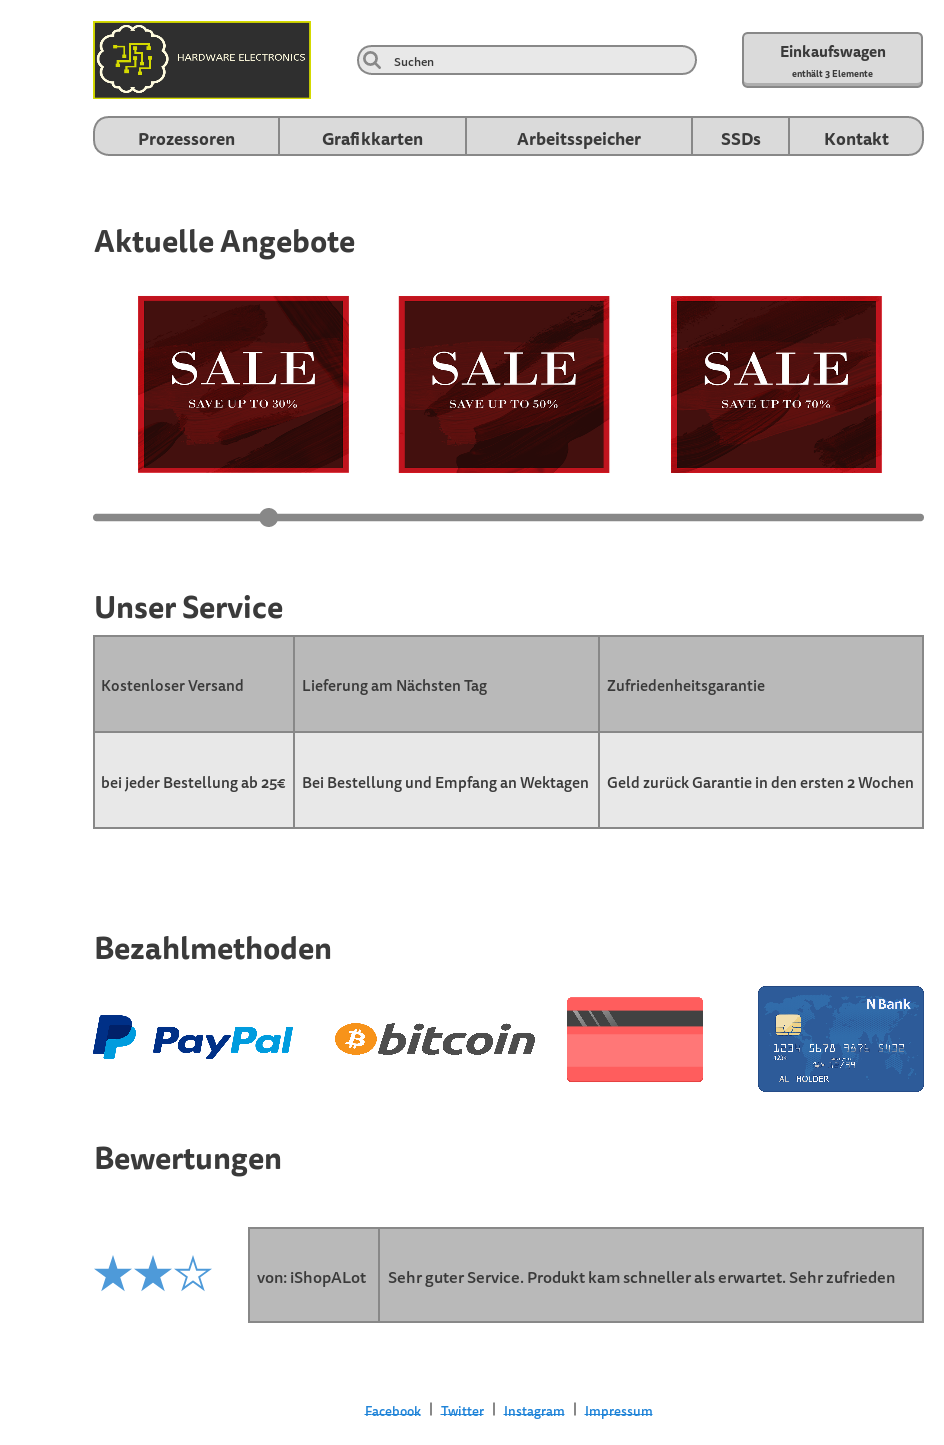 HARDWARE ELECTRONICS
Suchen
Einkaufswagen
enthält 3 Elemente
Prozessoren Grafikkarten Arbeitsspeicher SSDs Kontakt
Aktuelle Angebote
SALE SALE SALE
SAVE UP TO 30% SAVE UP TO 50% SAVE UP TO 70%
Unser Service
Kostenloser Versand Lieferung am Nächsten Tag Zufriedenheitsgarantie
bei jeder Bestellung ab 25€ Bei Bestellung und Empfang an Wektagen Geld zurück Garantie in den ersten 2 Wochen
Bezahlmethoden
N Bank
PayPal bitcoin
1234 5678
1234
HOLDER
Bewertungen
von: iShopALot Sehr guter Service. Produkt kam schneller als erwartet. Sehr zufrieden
Facebook | Twitter | Instagram | Impressum